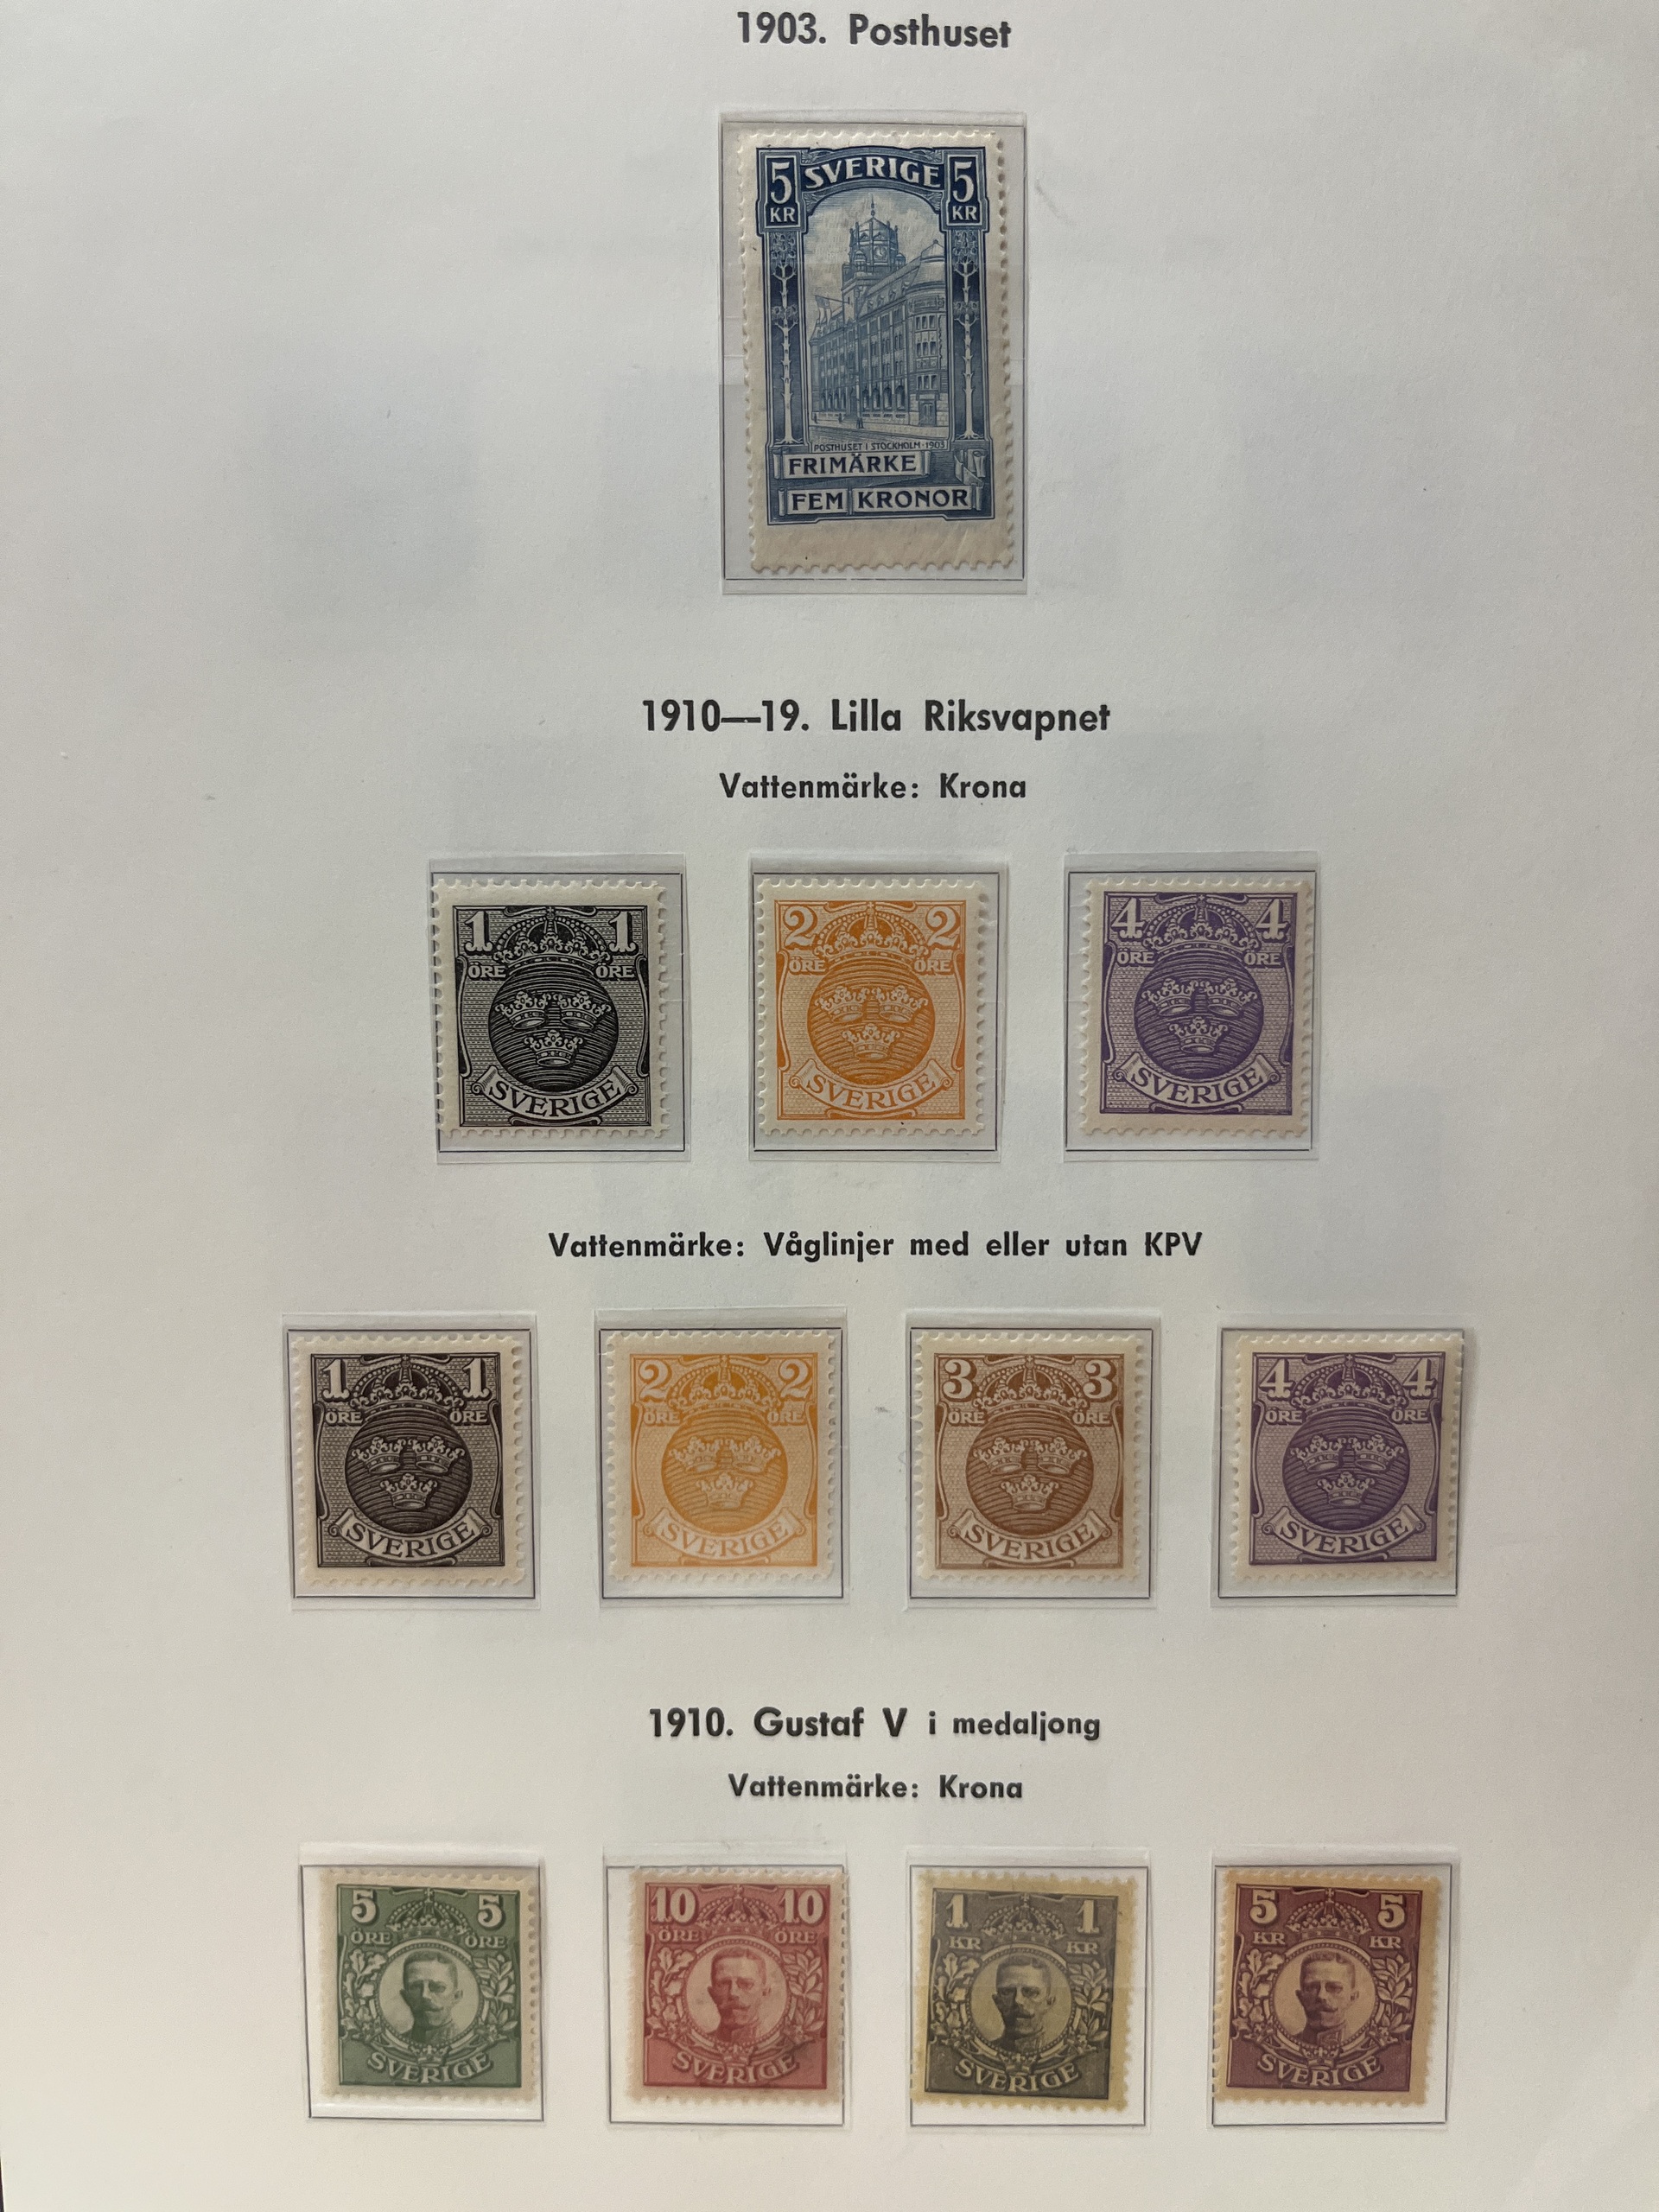 1903. Posthuset
5 SVERIGE 5
KR KR
POSTHUSET I STOCKHOLM · 1903
FRIMÄRKE
FEM KRONOR
1910—19. Lilla Riksvapnet
Vattenmärke: Krona
1 1
ÖRE ÖRE
SVERIGE
2 2
ÖRE ÖRE
SVERIGE
4 4
ÖRE ÖRE
SVERIGE
Vattenmärke: Våglinjer med eller utan KPV
1 1
ÖRE ÖRE
SVERIGE
2 2
ÖRE ÖRE
SVERIGE
3 3
ÖRE ÖRE
SVERIGE
4 4
ÖRE ÖRE
SVERIGE
1910. Gustaf V i medaljong
Vattenmärke: Krona
5 5
ÖRE ÖRE
SVERIGE
10 10
ÖRE ÖRE
SVERIGE
1 1
KR KR
SVERIGE
5 5
KR KR
SVERIGE